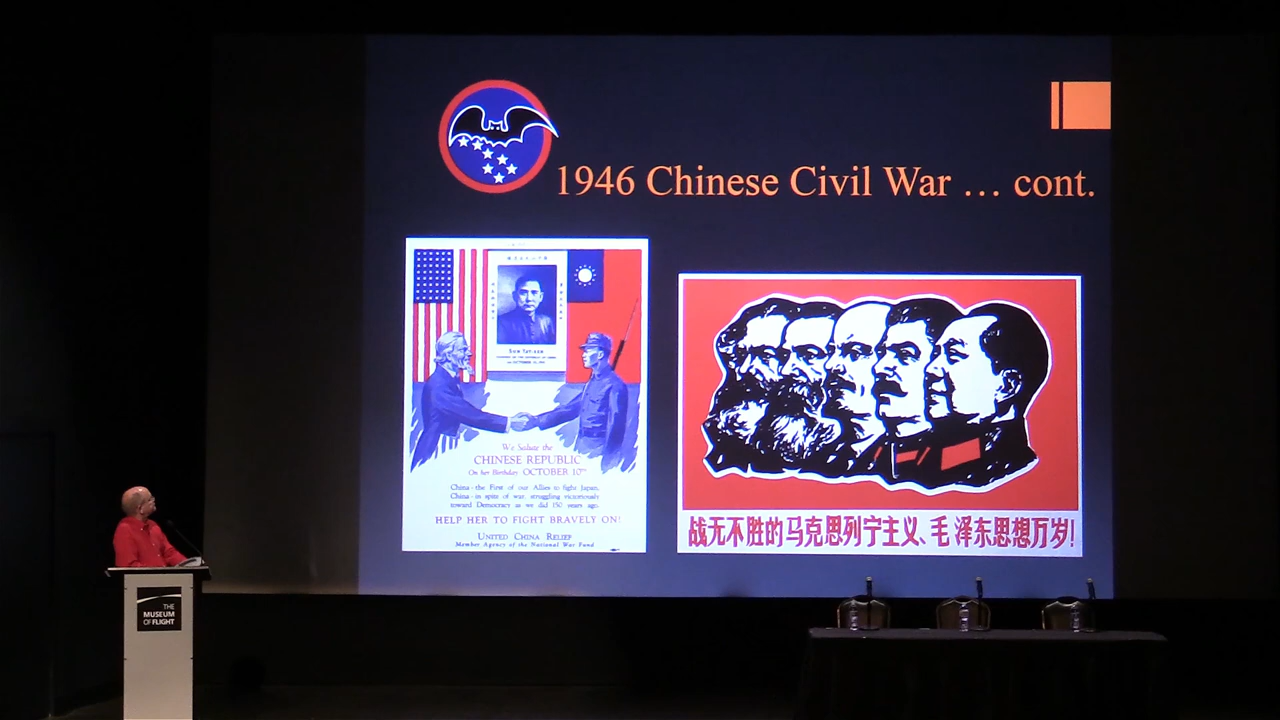 1946 Chinese Civil War … cont.
SUN YAT-SEN
We Salute the
CHINESE REPUBLIC
On her Birthday OCTOBER 10TH
China - the First of our Allies to fight Japan.
China - in spite of war, struggling victoriously
toward Democracy as we did 150 years ago.
HELP HER TO FIGHT BRAVELY ON!
UNITED CHINA RELIEF
Member Agency of the National War Fund
战无不胜的马克思列宁主义、毛泽东思想万岁!
THE
MUSEUM
OF FLIGHT